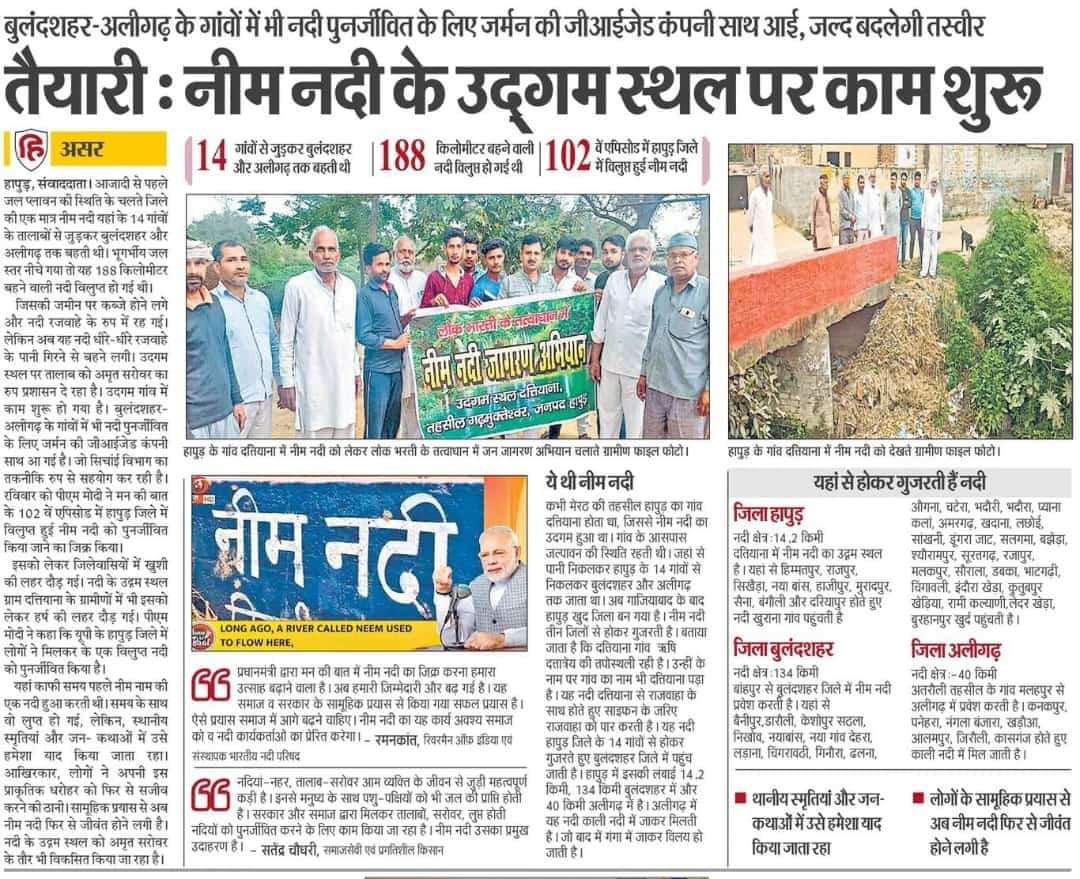 बुलंदशहर-अलीगढ़ के गांवों में भी नदी पुनर्जीवित के लिए जर्मन की जीआईजेड कंपनी साथ आई, जल्द बदलेगी तस्वीर
तैयारी : नीम नदी के उद्गम स्थल पर काम शुरू
हि असर
हापुड़, संवाददाता। आजादी से पहले
जल प्लावन की स्थिति के चलते जिले
की एक मात्र नीम नदी यहां के 14 गांवों
के तालाबों से जुड़कर बुलंदशहर और
अलीगढ़ तक बहती थी। भूगर्भीय जल
स्तर नीचे गया तो यह 188 किलोमीटर
बहने वाली नदी विलुप्त हो गई थी।
जिसकी जमीन पर कब्जे होने लगे
और नदी रजवाहे के रुप में रह गई।
लेकिन अब यह नदी धीरे-धीरे रजवाहे
के पानी गिरने से बहने लगी। उदगम
स्थल पर तालाब को अमृत सरोवर का
रुप प्रशासन दे रहा है। उदगम गांव में
काम शुरू हो गया है। बुलंदशहर-
अलीगढ़ के गांवों में भी नदी पुनर्जीवित
के लिए जर्मन की जीआईजेड कंपनी
साथ आ गई है। जो सिचांई विभाग का
तकनीकि रुप से सहयोग कर रही है।
रविवार को पीएम मोदी ने मन की बात
के 102 वें एपिसोड में हापुड़ जिले में
विलुप्त हुई नीम नदी को पुनर्जीवित
किया जाने का जिक्र किया।
इसको लेकर जिलेवासियों में खुशी
की लहर दौड़ गई। नदी के उद्गम स्थल
ग्राम दत्तियाना के ग्रामीणों में भी इसको
लेकर हर्ष की लहर दौड़ गई। पीएम
मोदी ने कहा कि यूपी के हापुड़ जिले में
लोगों ने मिलकर के एक विलुप्त नदी
को पुनर्जीवित किया है।
यहां काफी समय पहले नीम नाम की
एक नदी हुआ करती थी। समय के साथ
वो लुप्त हो गई, लेकिन, स्थानीय
स्मृतियां और जन- कथाओं में उसे
हमेशा याद किया जाता रहा।
आखिरकार, लोगों ने अपनी इस
प्राकृतिक धरोहर को फिर से सजीव
करने की ठानी। सामूहिक प्रयास से अब
नीम नदी फिर से जीवंत होने लगी है।
नदी के उद्गम स्थल को अमृत सरोवर
के तौर भी विकसित किया जा रहा है।
14 गांवों से जुड़कर बुलंदशहर
और अलीगढ़ तक बहती थी
188 किलोमीटर बहने वाली
नदी विलुप्त हो गई थी
102 वें एपिसोड में हापुड़ जिले
में विलुप्त हुई नीम नदी
लोक भारती के तत्वाधान में
नीम नदी जागरण अभियान
उदगम स्थल दत्तियाना,
तहसील गढ़मुक्तेश्वर, जनपद हापुड़
हापुड़ के गांव दत्तियाना में नीम नदी को लेकर लोक भरती के तत्वाधान में जन जागरण अभियान चलाते ग्रामीण फाइल फोटो।
हापुड़ के गांव दत्तियाना में नीम नदी को देखते ग्रामीण फाइल फोटो।
HD
नीम नदी
LONG AGO, A RIVER CALLED NEEM USED
TO FLOW HERE,
प्रधानमंत्री द्वारा मन की बात में नीम नदी का जिक्र करना हमारा
उत्साह बढ़ाने वाला है। अब हमारी जिम्मेदारी और बढ़ गई है। यह
समाज व सरकार के सामूहिक प्रयास से किया गया सफल प्रयास है।
ऐसे प्रयास समाज में आगे बढ़ने चाहिए। नीम नदी का यह कार्य अवश्य समाज
को व नदी कार्यकर्ताओं का प्रेरित करेगा। - रमनकांत, रिवरमैन ऑफ इंडिया एवं
संस्थापक भारतीय नदी परिषद
नदियां-नहर, तालाब-सरोवर आम व्यक्ति के जीवन से जुड़ी महत्वपूर्ण
कड़ी है। इनसे मनुष्य के साथ पशु-पक्षियों को भी जल की प्राप्ति होती
है। सरकार और समाज द्वारा मिलकर तालाबों, सरोवर, लुप्त होती
नदियों को पुनर्जीवित करने के लिए काम किया जा रहा है। नीम नदी उसका प्रमुख
उदाहरण है। - सतेंद्र चौधरी, समाजसेवी एवं प्रगतिशील किसान
ये थी नीम नदी
कभी मेरठ की तहसील हापुड़ का गांव
दत्तियाना होता था, जिससे नीम नदी का
उदगम हुआ था। गांव के आसपास
जल्पावन की स्थिति रहती थी। जहां से
पानी निकलकर हापुड़ के 14 गांवों से
निकलकर बुलंदशहर और अलीगढ़
तक जाता था। अब गाजियाबाद के बाद
हापुड़ खुद जिला बन गया है। नीम नदी
तीन जिलों से होकर गुजरती है। बताया
जाता है कि दत्तियाना गांव ऋषि
दत्तात्रेय की तपोस्थली रही है। उन्हीं के
नाम पर गांव का नाम भी दत्तियाना पड़ा
है। यह नदी दत्तियाना से राजवाहा के
साथ होते हुए साइफन के जरिए
राजवाहा को पार करती है। यह नदी
हापुड़ जिले के 14 गांवों से होकर
गुजरते हुए बुलंदशहर जिले में पहुंच
जाती है। हापुड़ में इसकी लंबाई 14.2
किमी, 134 किमी बुलंदशहर में और
40 किमी अलीगढ़ में है। अलीगढ़ में
यह नदी काली नदी में जाकर मिलती
है। जो बाद में गंगा में जाकर विलय हो
जाती है।
यहां से होकर गुजरती हैं नदी
जिला हापुड़
नदी क्षेत्र :14.2 किमी
दतियाना में नीम नदी का उद्गम स्थल
है। यहां से हिम्मतपुर, राजपुर,
सिखैड़ा, नया बांस, हाजीपुर, मुरादपुर,
सैना, बंगौली और दरियापुर होते हुए
नदी खुराना गांव पहुंचती है
जिला बुलंदशहर
नदी क्षेत्र :134 किमी
बांहपुर से बुलंदशहर जिले में नीम नदी
प्रवेश करती है। यहां से
बैनीपुर,डारौली, केशोपुर सठला,
निखोव, नयाबांस, नया गांव देहरा,
लड़ाना, चिंगरावठी, गिनौरा, ढलना,
औगना, चटेरा, भदौरी, भदौरा, प्याना
कलां, अमरगढ़, खदाना, लछोई,
सांखनी, डूंगरा जाट, सलगमा, बझेड़ा,
श्यौरामपुर, सूरतगढ़, रजापुर,
मलकपुर, सौराला, डबका, भाटगढ़ी,
चिंगावली, इंदौरा खेडा, कुतुबपुर
खेडिया, रामी कल्याणी,लदर खेड़ा,
बुरहानपुर खुर्द पहुंचती है।
जिला अलीगढ़
नदी क्षेत्र :-40 किमी
अतरौली तहसील के गांव मलहपुर से
अलीगढ़ में प्रवेश करती है। कनकपुर,
पनेहरा, नंगला बंजारा, खड़ौआ,
आलमपुर, जिरौली, कासगंज होते हुए
काली नदी में मिल जाता है।
थानीय स्मृतियां और जन-
कथाओं में उसे हमेशा याद
किया जाता रहा
लोगों के सामूहिक प्रयास से
अब नीम नदी फिर से जीवंत
होने लगी है